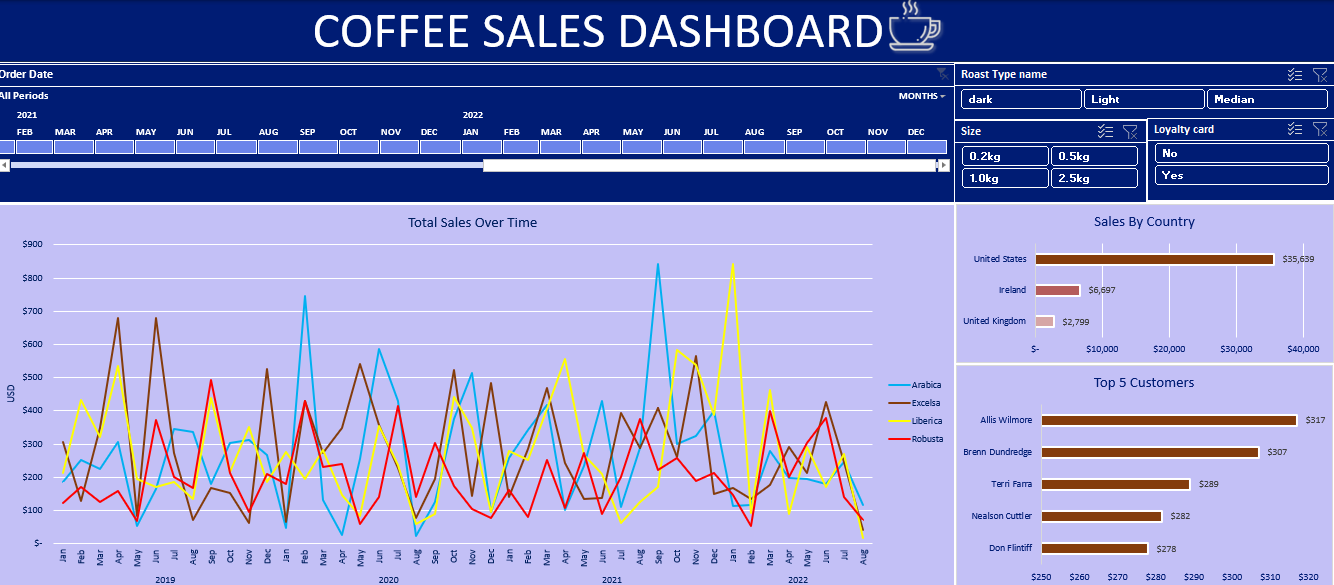 COFFEE SALES DASHBOARD
Order Date
All Periods
MONTHS
2021 2022
FEB MAR APR MAY JUN JUL AUG SEP OCT NOV DEC JAN FEB MAR APR MAY JUN JUL AUG SEP OCT NOV DEC
Roast Type name
dark Light Median
Size
0.2kg 0.5kg
1.0kg 2.5kg
Loyalty card
No
Yes
Total Sales Over Time
$900
$800
$700
$600
$500
$400
$300
$200
$100
$-
USD
Arabica
Excelsa
Liberica
Robusta
Jan Feb Mar Apr May Jun Jul Aug Sep Oct Nov Dec Jan Feb Mar Apr May Jun Jul Aug Sep Oct Nov Dec Jan Feb Mar Apr May Jun Jul Aug Sep Oct Nov Dec Jan Feb Mar Apr May Jun Jul Aug
2019 2020 2021 2022
Sales By Country
United States $35,639
Ireland $6,697
United Kingdom $2,799
$- $10,000 $20,000 $30,000 $40,000
Top 5 Customers
Allis Wilmore $317
Brenn Dundredge $307
Terri Farra $289
Nealson Cuttler $282
Don Flintiff $278
$250 $260 $270 $280 $290 $300 $310 $320